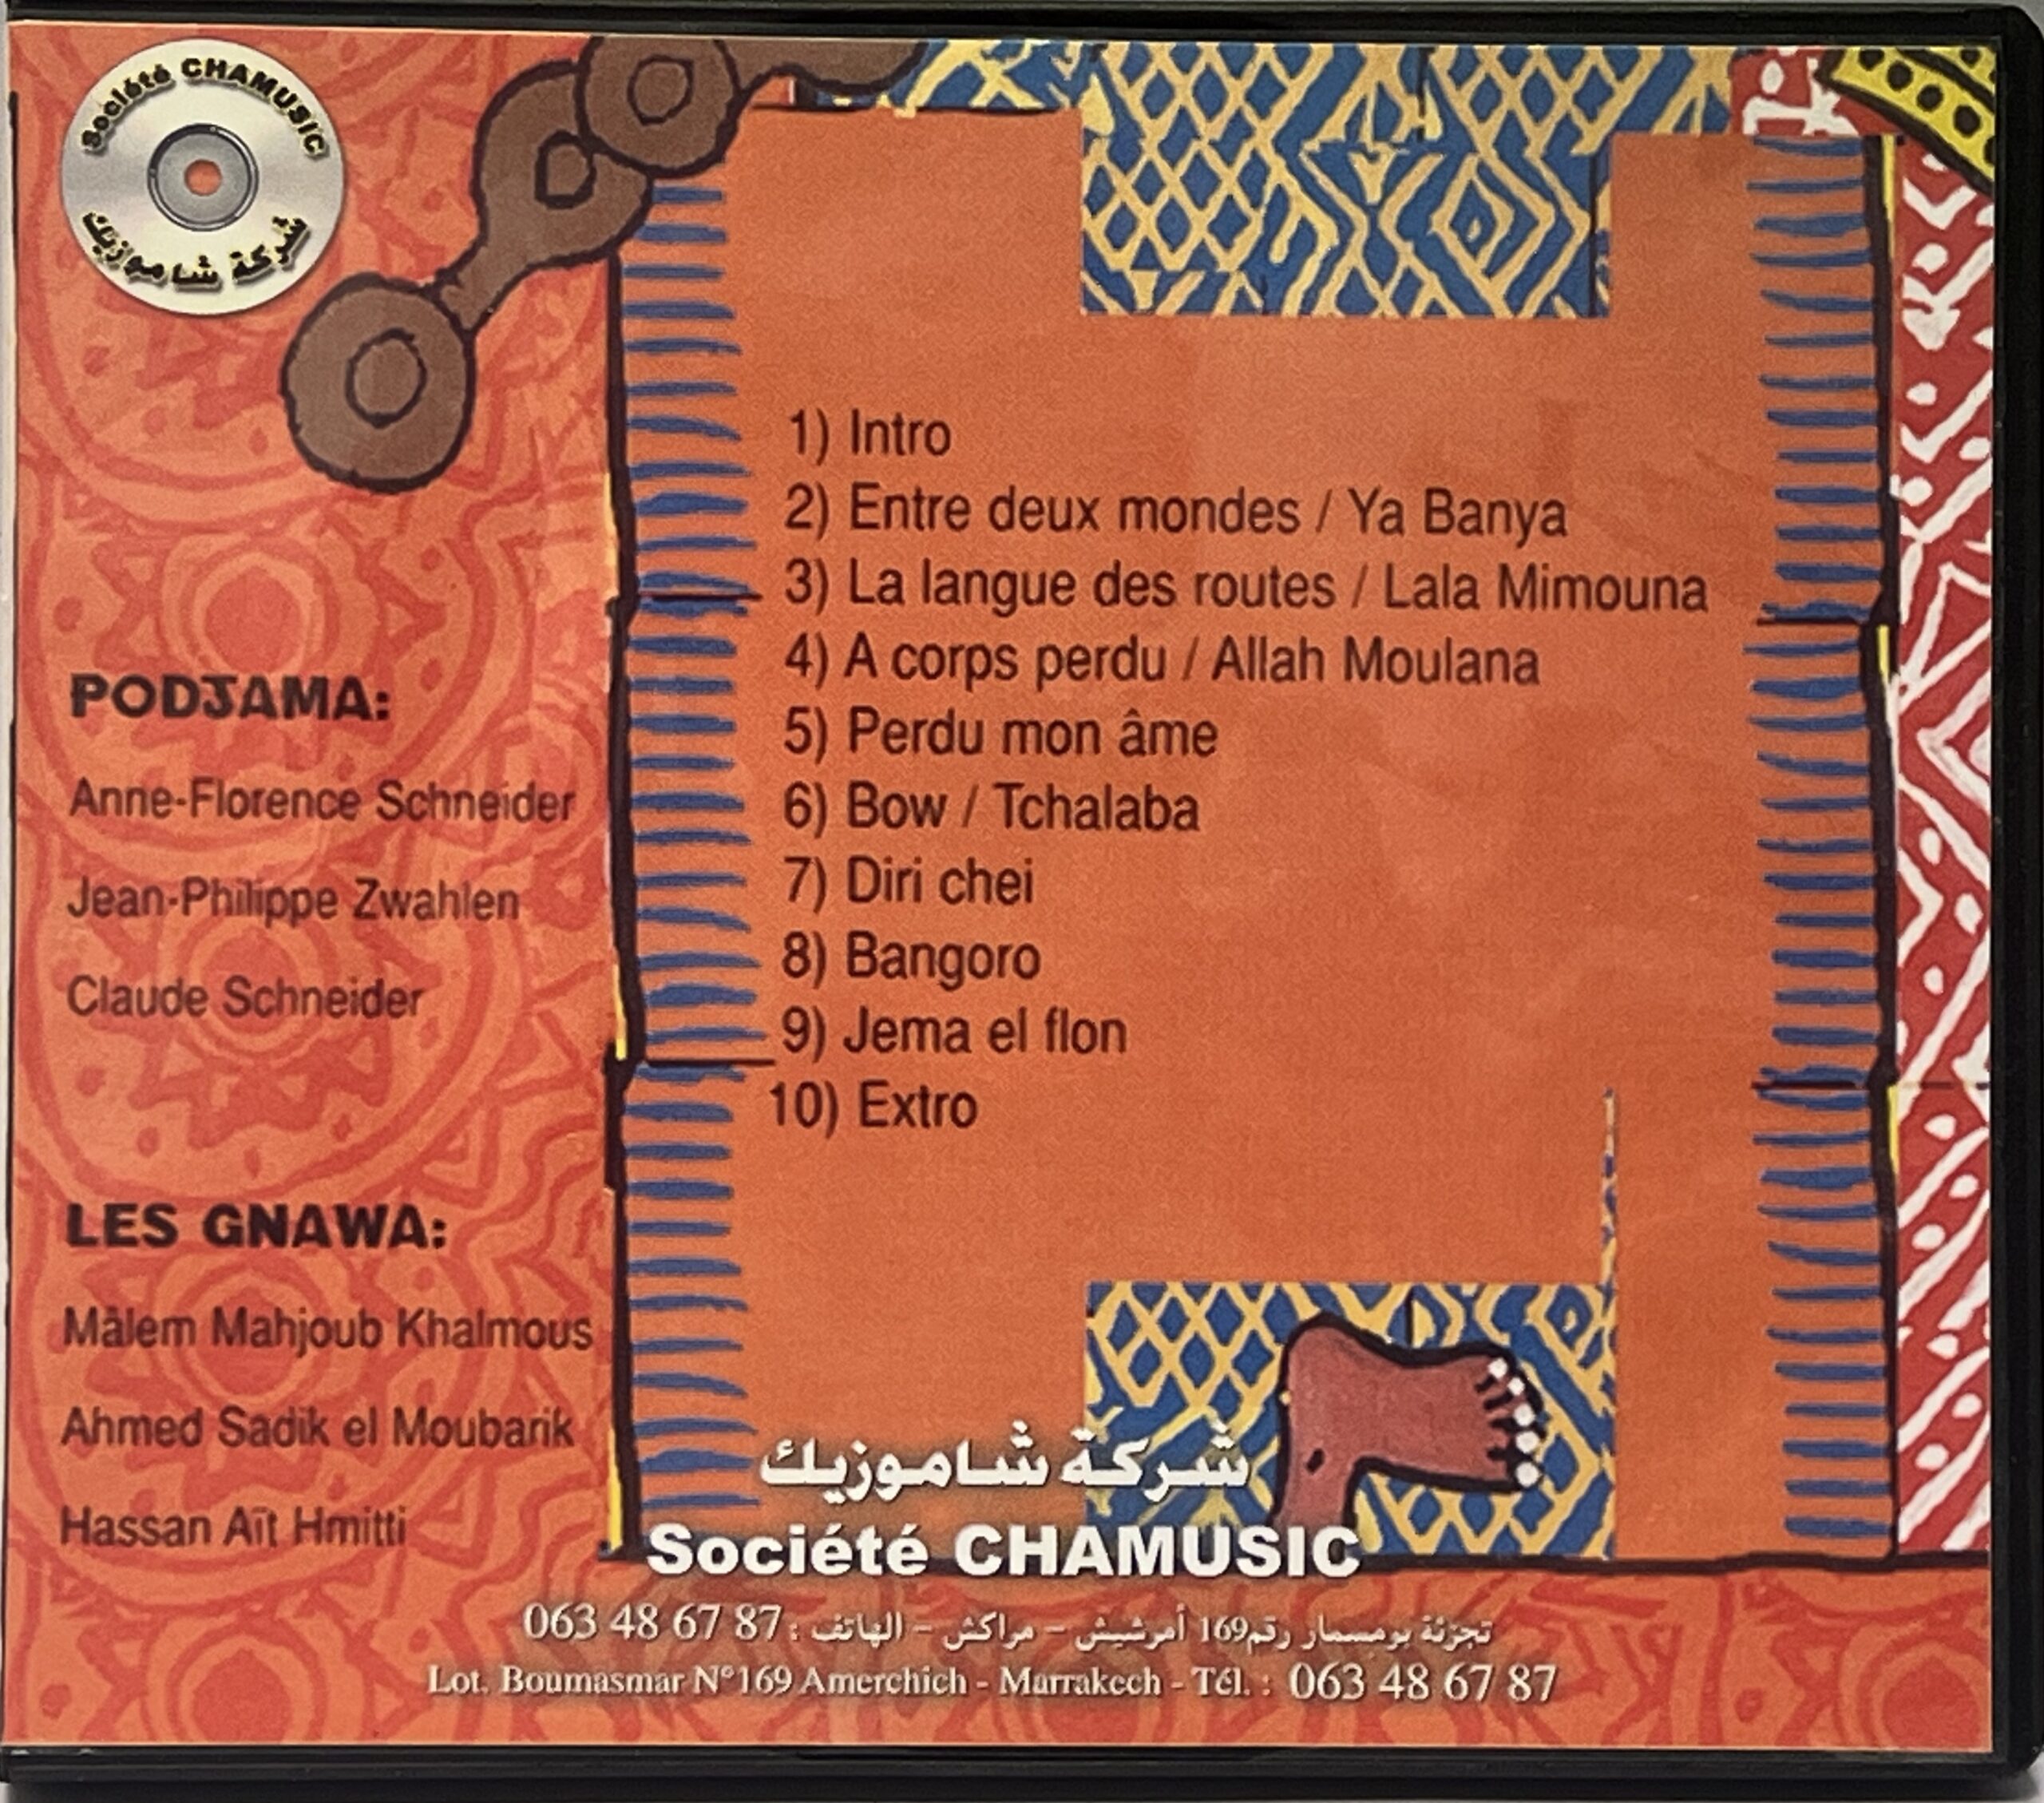 Société CHAMUSIC
شركة شاموزيك
1) Intro
2) Entre deux mondes / Ya Banya
3) La langue des routes / Lala Mimouna
4) A corps perdu / Allah Moulana
5) Perdu mon âme
6) Bow / Tchalaba
7) Diri chei
8) Bangoro
9) Jema el flon
10) Extro
PODJAMA:
Anne-Florence Schneider
Jean-Philippe Zwahlen
Claude Schneider
LES GNAWA:
Mâlem Mahjoub Khalmous
Ahmed Sadik el Moubarik
Hassan Aït Hmitti
شركة شاموزيك
Société CHAMUSIC
تجزئة بومسمار رقم169 أمرشيش - مراكش - الهاتف : 063 48 67 87
Lot. Boumasmar N°169 Amerchich - Marrakech - Tél. : 063 48 67 87